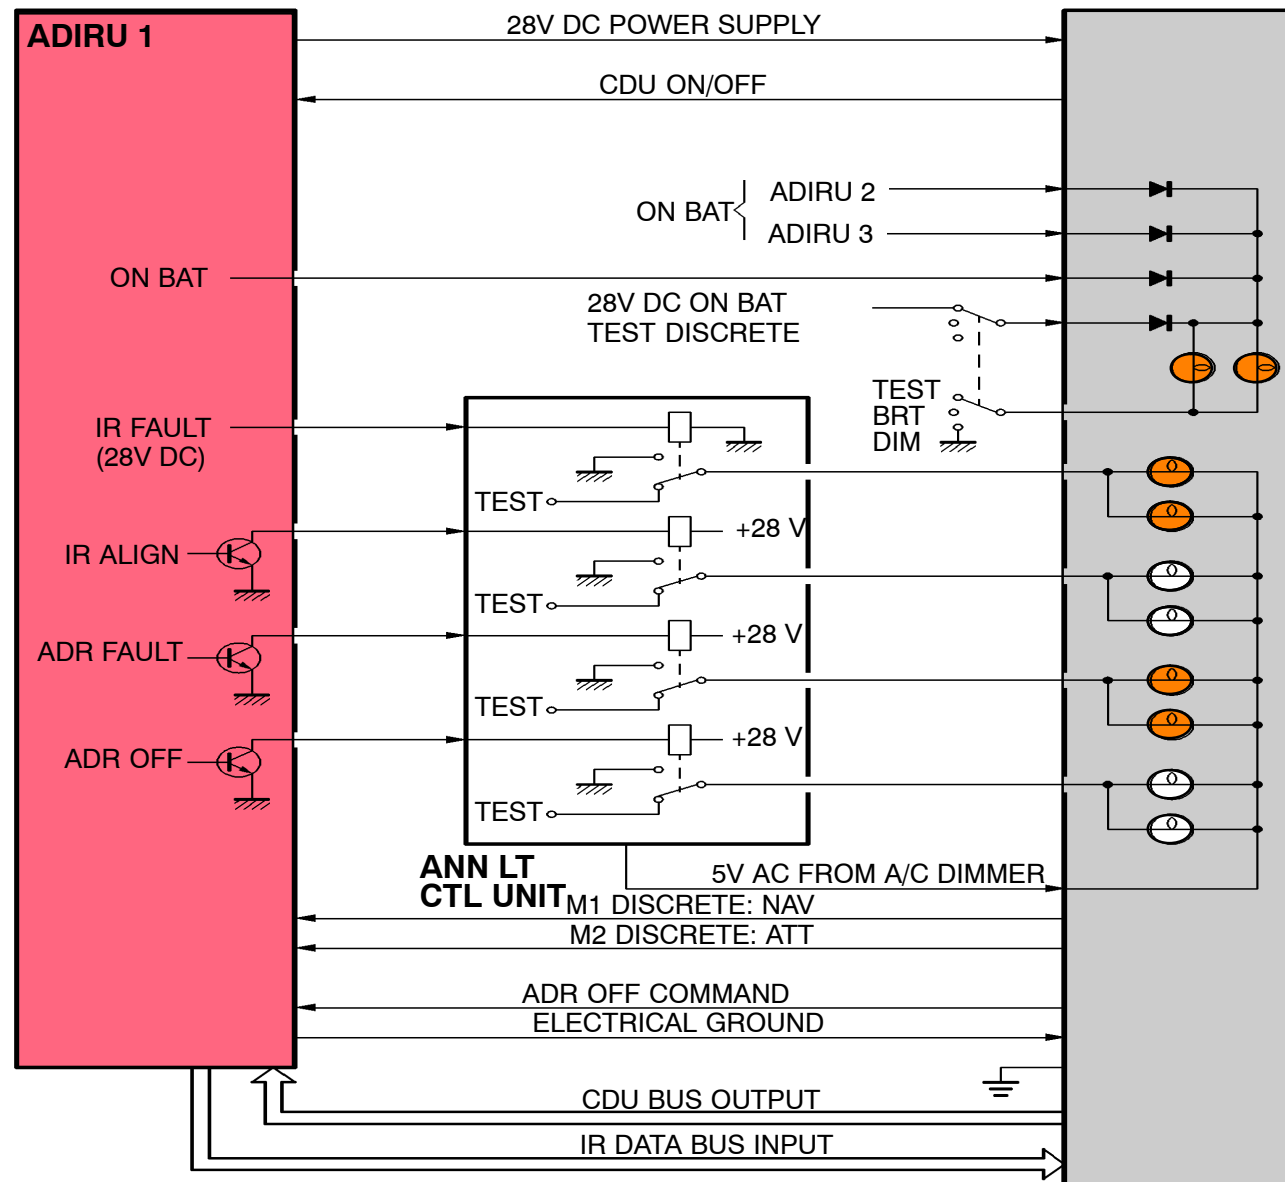 ADIRU 1
28V DC POWER SUPPLY
CDU ON/OFF
ON BAT
ADIRU 2
ADIRU 3
ON BAT
28V DC ON BAT
TEST DISCRETE
TEST
BRT
DIM
IR FAULT
(28V DC)
TEST
IR ALIGN
+28 V
TEST
ADR FAULT
+28 V
TEST
ADR OFF
+28 V
TEST
ANN LT
CTL UNIT
5V AC FROM A/C DIMMER
M1 DISCRETE: NAV
M2 DISCRETE: ATT
ADR OFF COMMAND
ELECTRICAL GROUND
CDU BUS OUTPUT
IR DATA BUS INPUT